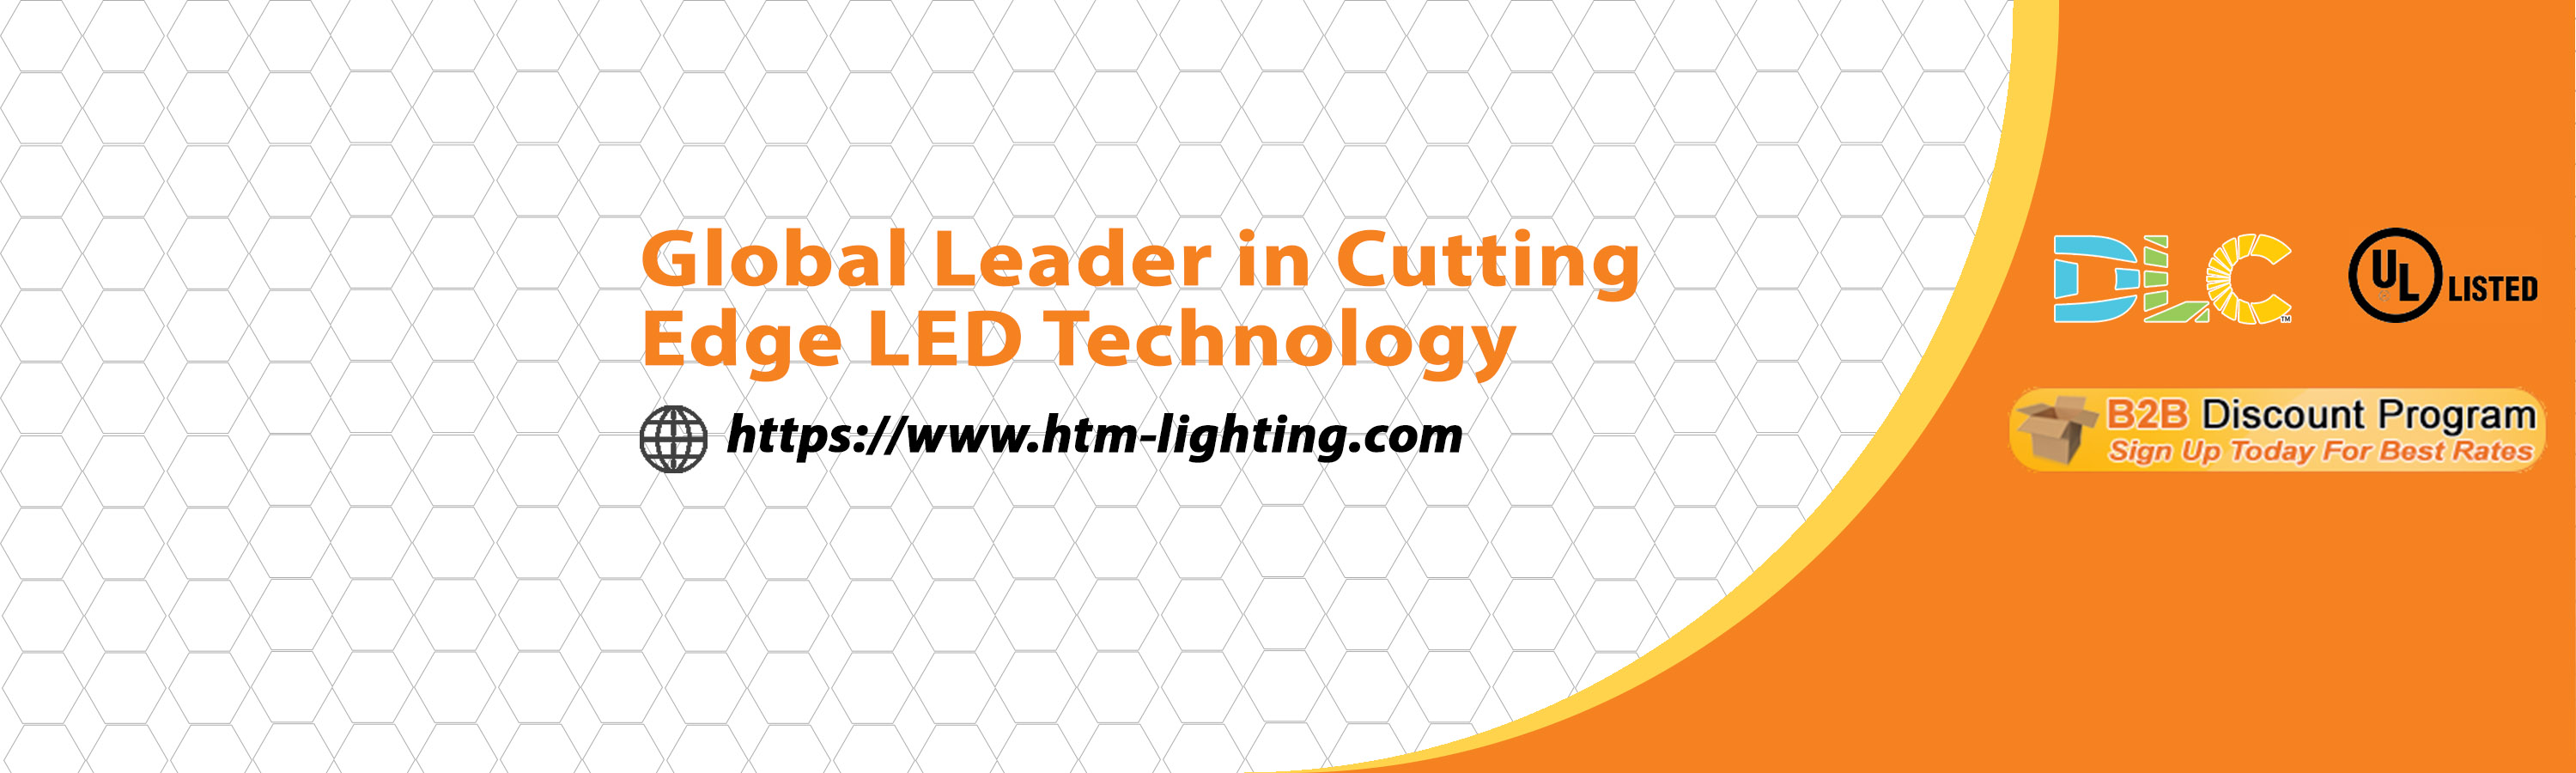 Global Leader in Cutting
Edge LED Technology
https://www.htm-lighting.com
DLC™
UL LISTED
B2B Discount Program
Sign Up Today For Best Rates